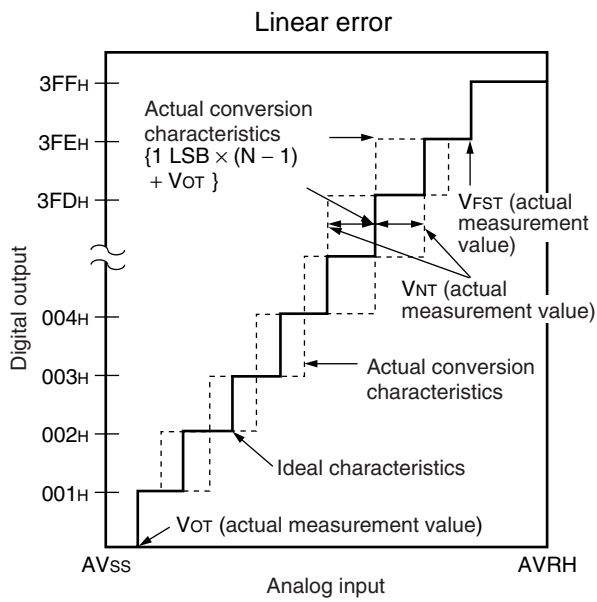 Linear error
3FFH
3FEH
3FDH
004H
003H
002H
001H
Digital output
Actual conversion
characteristics
{1 LSB × (N − 1)
+ VOT }
VFST (actual
measurement
value)
VNT (actual
measurement value)
Actual conversion
characteristics
Ideal characteristics
VOT (actual measurement value)
AVSS
AVRH
Analog input